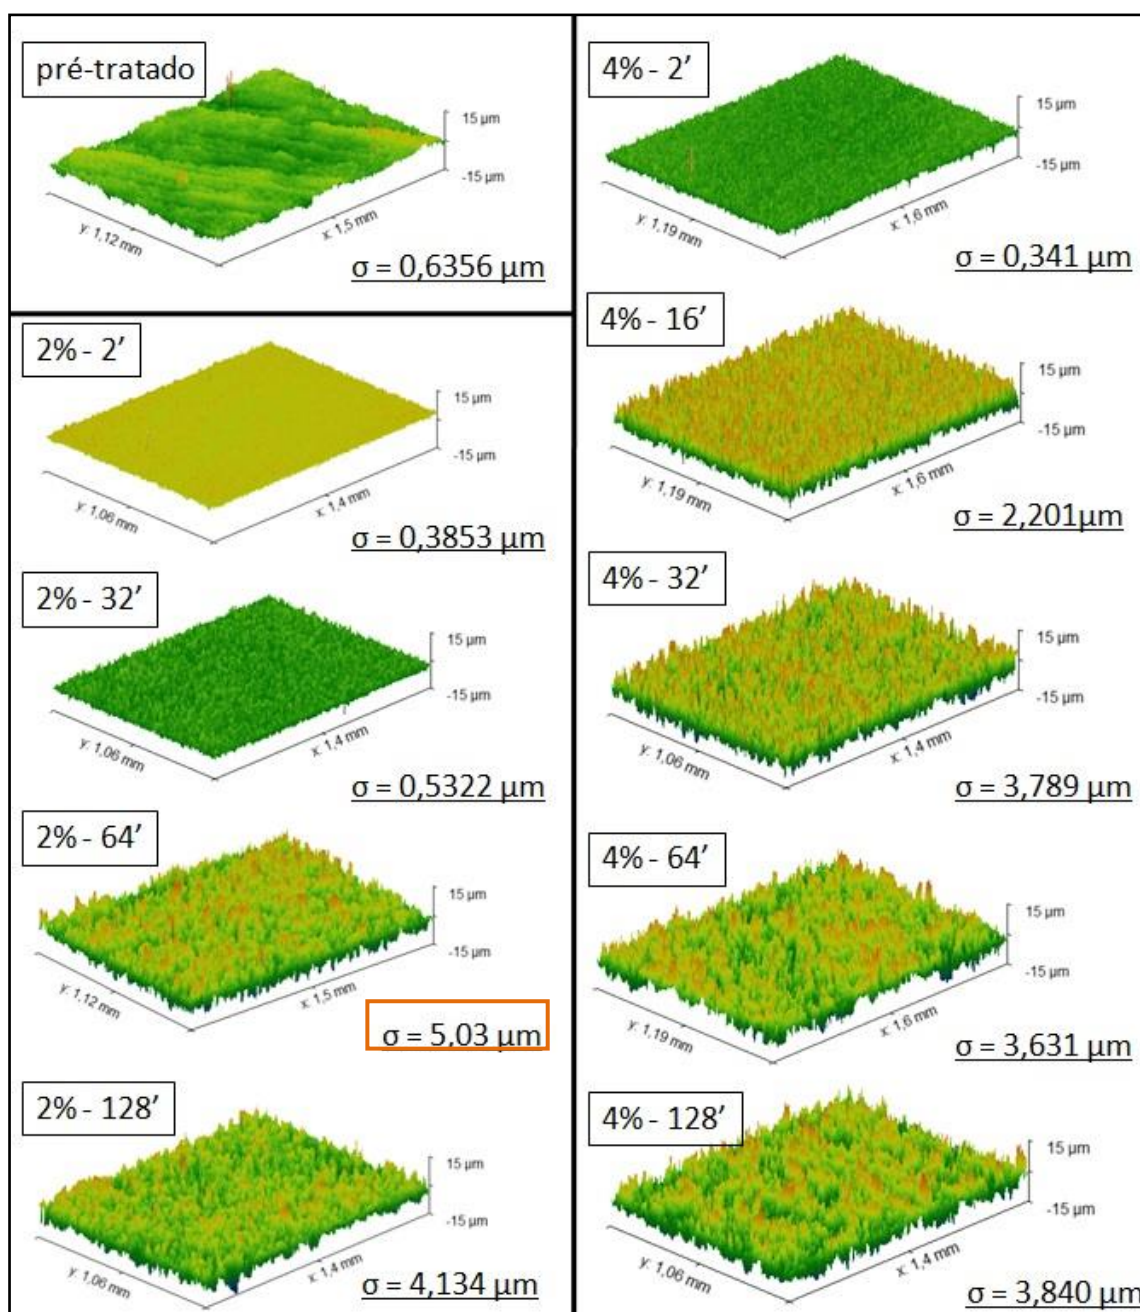 pré-tratado
15 µm
-15 µm
y: 1,12 mm
x: 1,5 mm
σ = 0,6356 µm
2% - 2’
15 µm
-15 µm
y: 1,06 mm
x: 1,4 mm
σ = 0,3853 µm
2% - 32’
15 µm
-15 µm
y: 1,06 mm
x: 1,4 mm
σ = 0,5322 µm
2% - 64’
15 µm
-15 µm
y: 1,12 mm
x: 1,5 mm
σ = 5,03 µm
2% - 128’
15 µm
-15 µm
y: 1,06 mm
x: 1,4 mm
σ = 4,134 µm
4% - 2’
15 µm
-15 µm
y: 1,19 mm
x: 1,6 mm
σ = 0,341 µm
4% - 16’
15 µm
-15 µm
y: 1,19 mm
x: 1,6 mm
σ = 2,201µm
4% - 32’
15 µm
-15 µm
y: 1,06 mm
x: 1,4 mm
σ = 3,789 µm
4% - 64’
15 µm
-15 µm
y: 1,19 mm
x: 1,6 mm
σ = 3,631 µm
4% - 128’
15 µm
-15 µm
y: 1,06 mm
x: 1,4 mm
σ = 3,840 µm